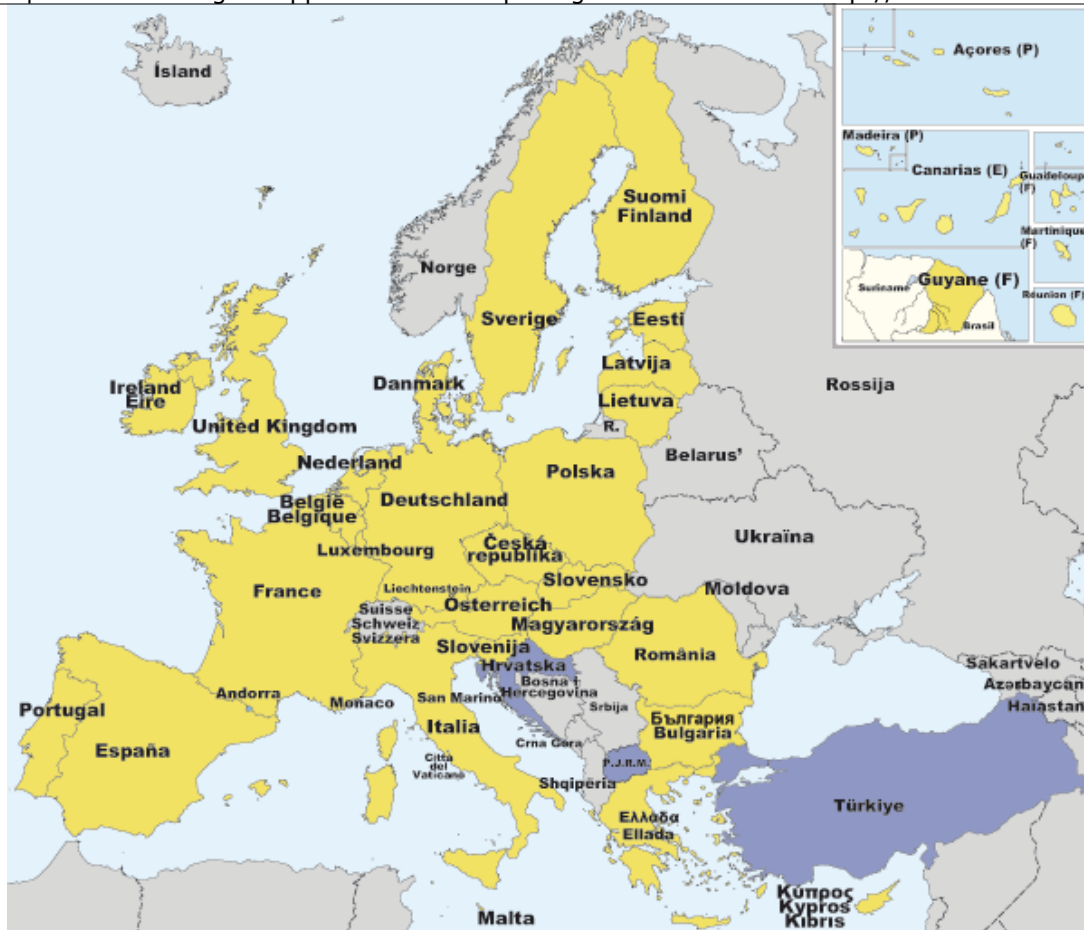 Ísland
Açores (P)
Madeira (P)
Canarias (E)
Guadeloup
(F)
Martinique
(F)
Guyane (F)
Suriname
Brasil
Réunion (F)
Suomi
Finland
Norge
Sverige
Eesti
Latvija
Lietuva
R.
Danmark
Rossija
Ireland
Eire
United Kingdom
Belarus'
Nederland
Polska
België
Belgique
Deutschland
Ukraïna
Luxembourg
Česká
republika
Slovensko
France
Liechtenstein
Moldova
Österreich
Suisse
Schweiz
Svizzera
Magyarország
Slovenija
România
Hrvatska
Sakartvelo
Bosna i
Hercegovina
Azərbaycan
Andorra
Monaco
San Marino
Srbija
Haiastan
Portugal
España
Italia
България
Bulgaria
Crna Gora
Città
del
Vaticano
P.J.R.M.
Shqipëria
Türkiye
Ελλάδα
Ellada
Κύπρος
Kypros
Kibris
Malta